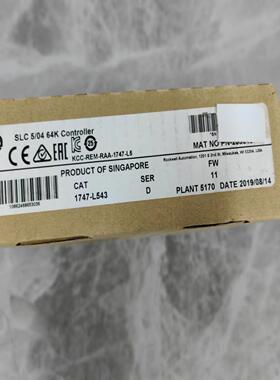 SLC 5/04 64K Controller
KCC-REM-RAA-1747-L5
MAT NO
Rockwell Automation, 1201 S 2nd St, Milwaukee, WI 53204, USA
PRODUCT OF SINGAPORE
FW
CAT SER 11
1747-L543 D PLANT 5170 DATE 2019/08/14